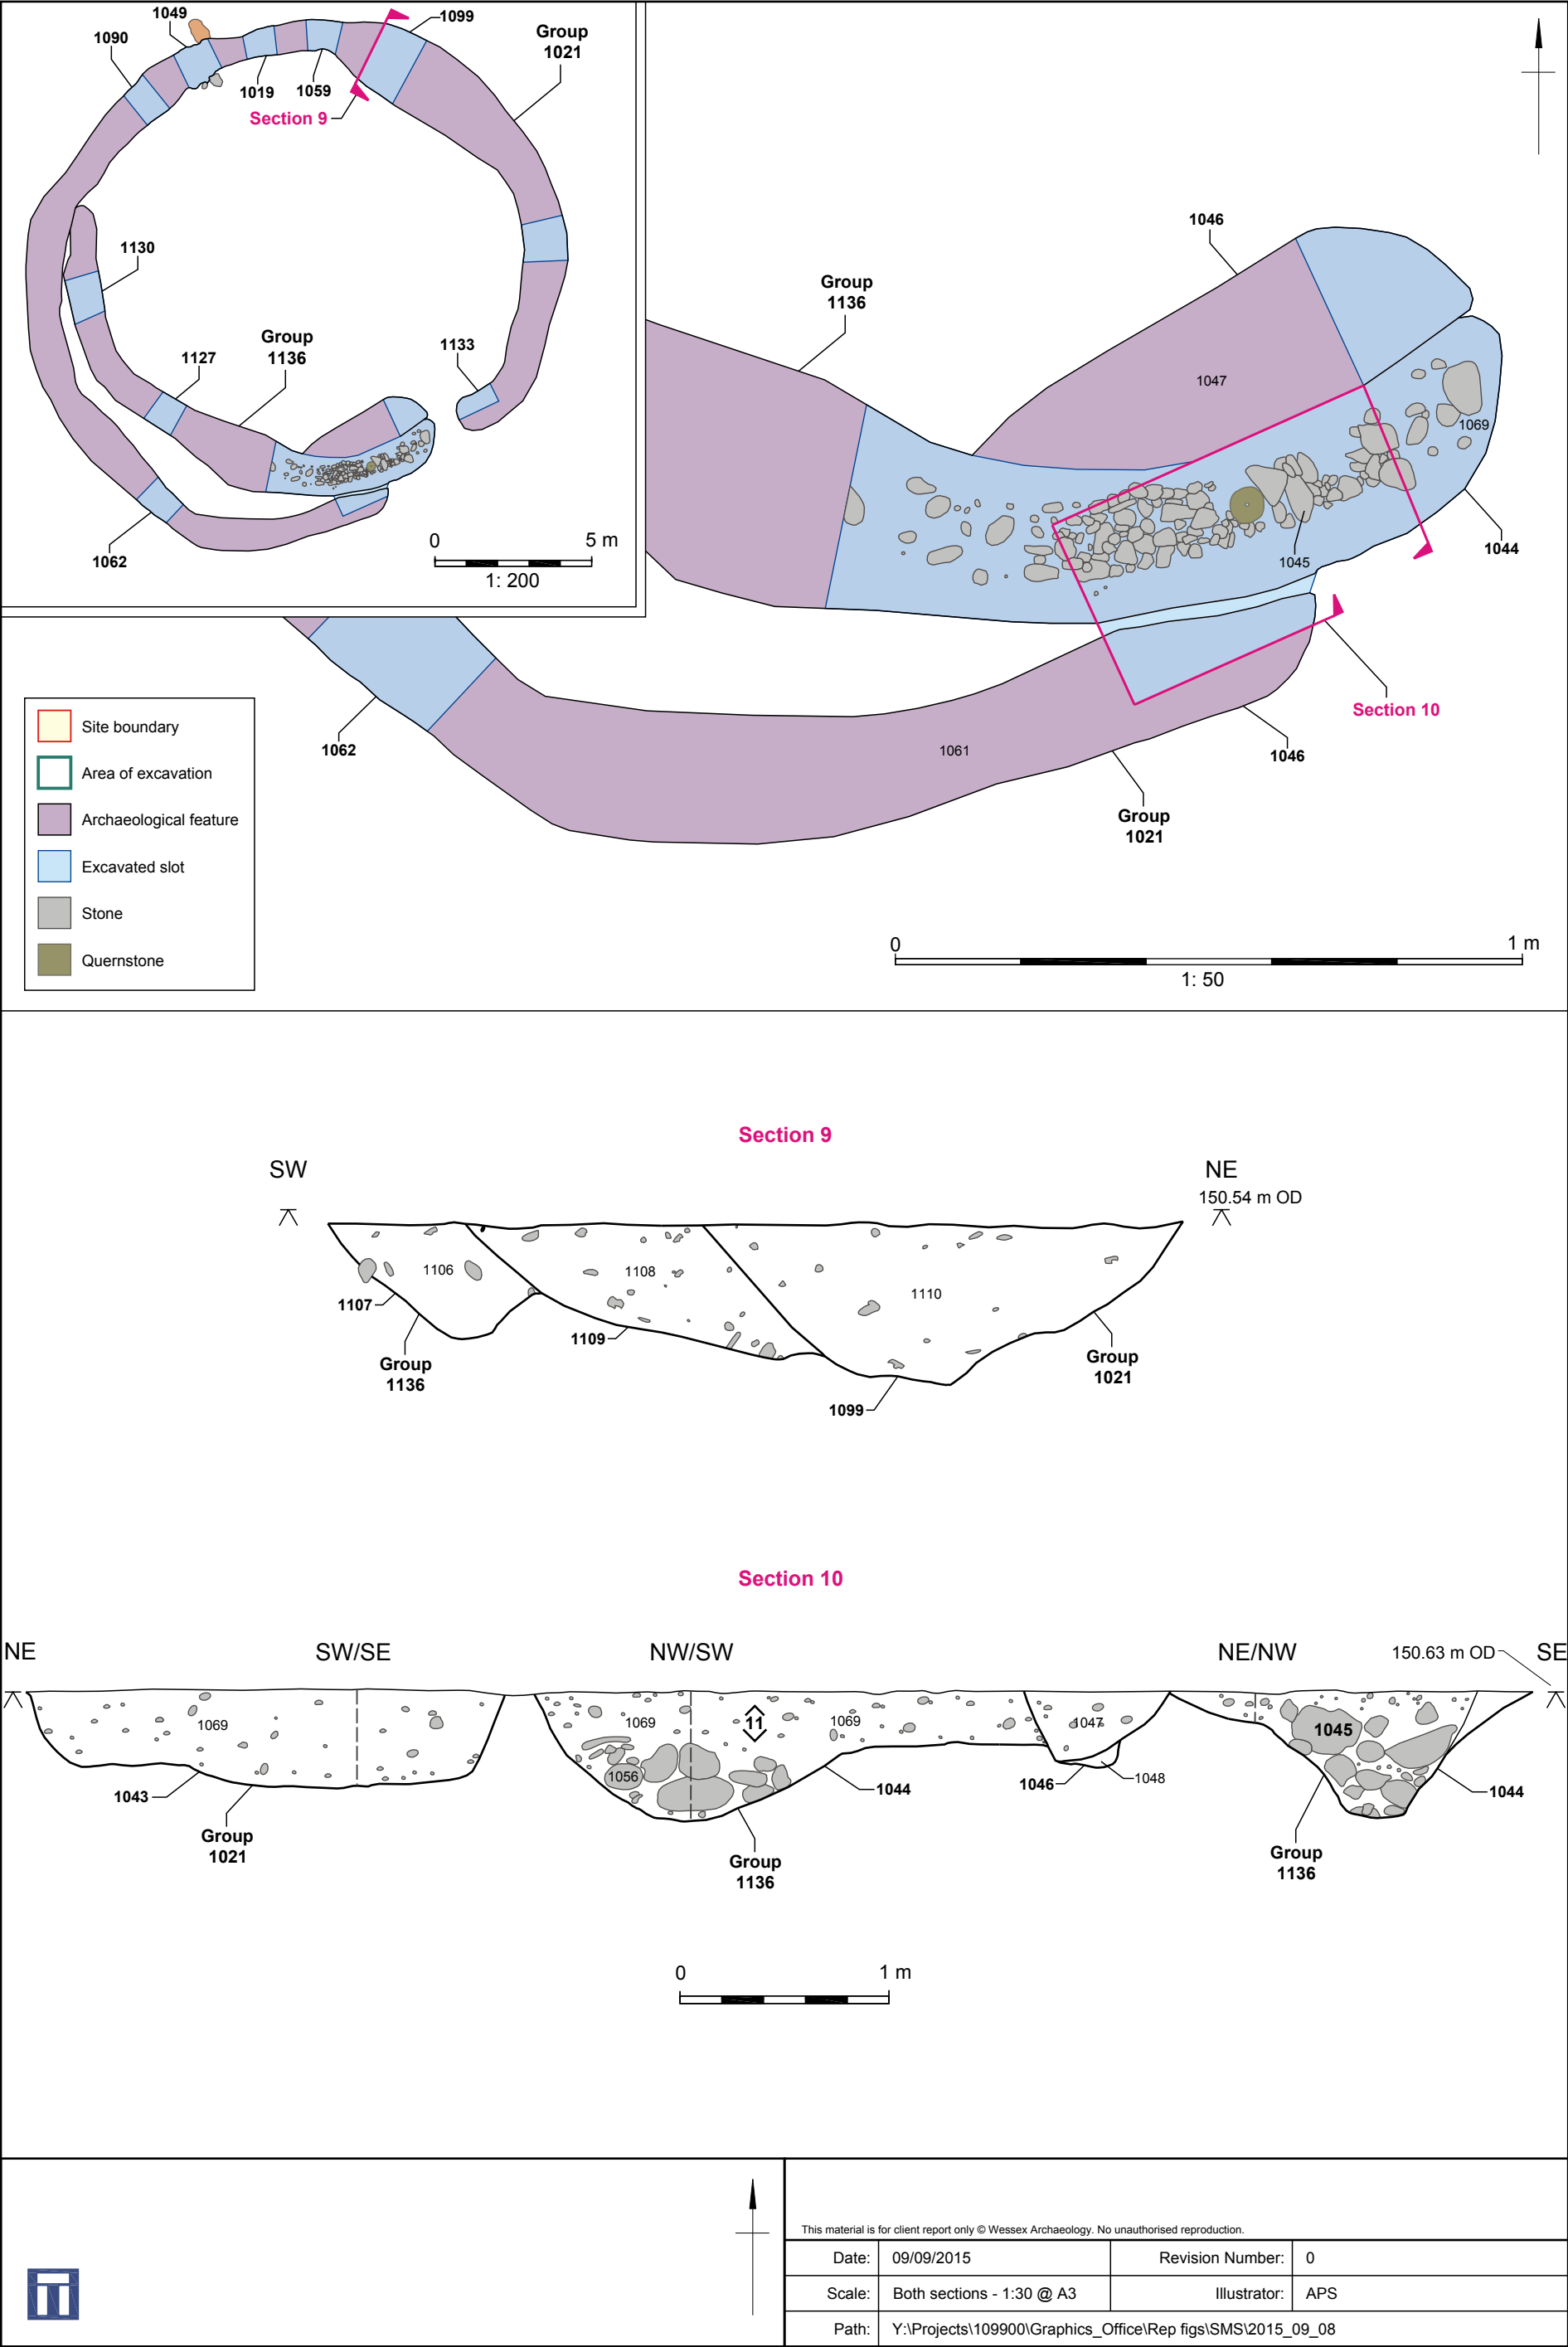 1049
1099
1090
Group
1021
1019
1059
Section 9
1130
Group
1136
1127
1133
1062
0
5 m
1: 200
1046
Group
1136
1047
1069
1045
1044
Section 10
1062
1061
1046
Group
1021
Site boundary
Area of excavation
Archaeological feature
Excavated slot
Stone
Quernstone
0
1 m
1: 50
Section 9
SW
NE
150.54 m OD
1106
1108
1110
1107
1109
Group
1136
Group
1021
1099
Section 10
NE
SW/SE
NW/SW
NE/NW
150.63 m OD
SE
1069
1069
11
1069
1047
1045
1056
1043
1044
1046
1048
1044
Group
1021
Group
1136
Group
1136
0
1 m
This material is for client report only © Wessex Archaeology. No unauthorised reproduction.
Date: 09/09/2015 Revision Number: 0
Scale: Both sections - 1:30 @ A3 Illustrator: APS
Path: Y:\Projects\109900\Graphics_Office\Rep figs\SMS\2015_09_08